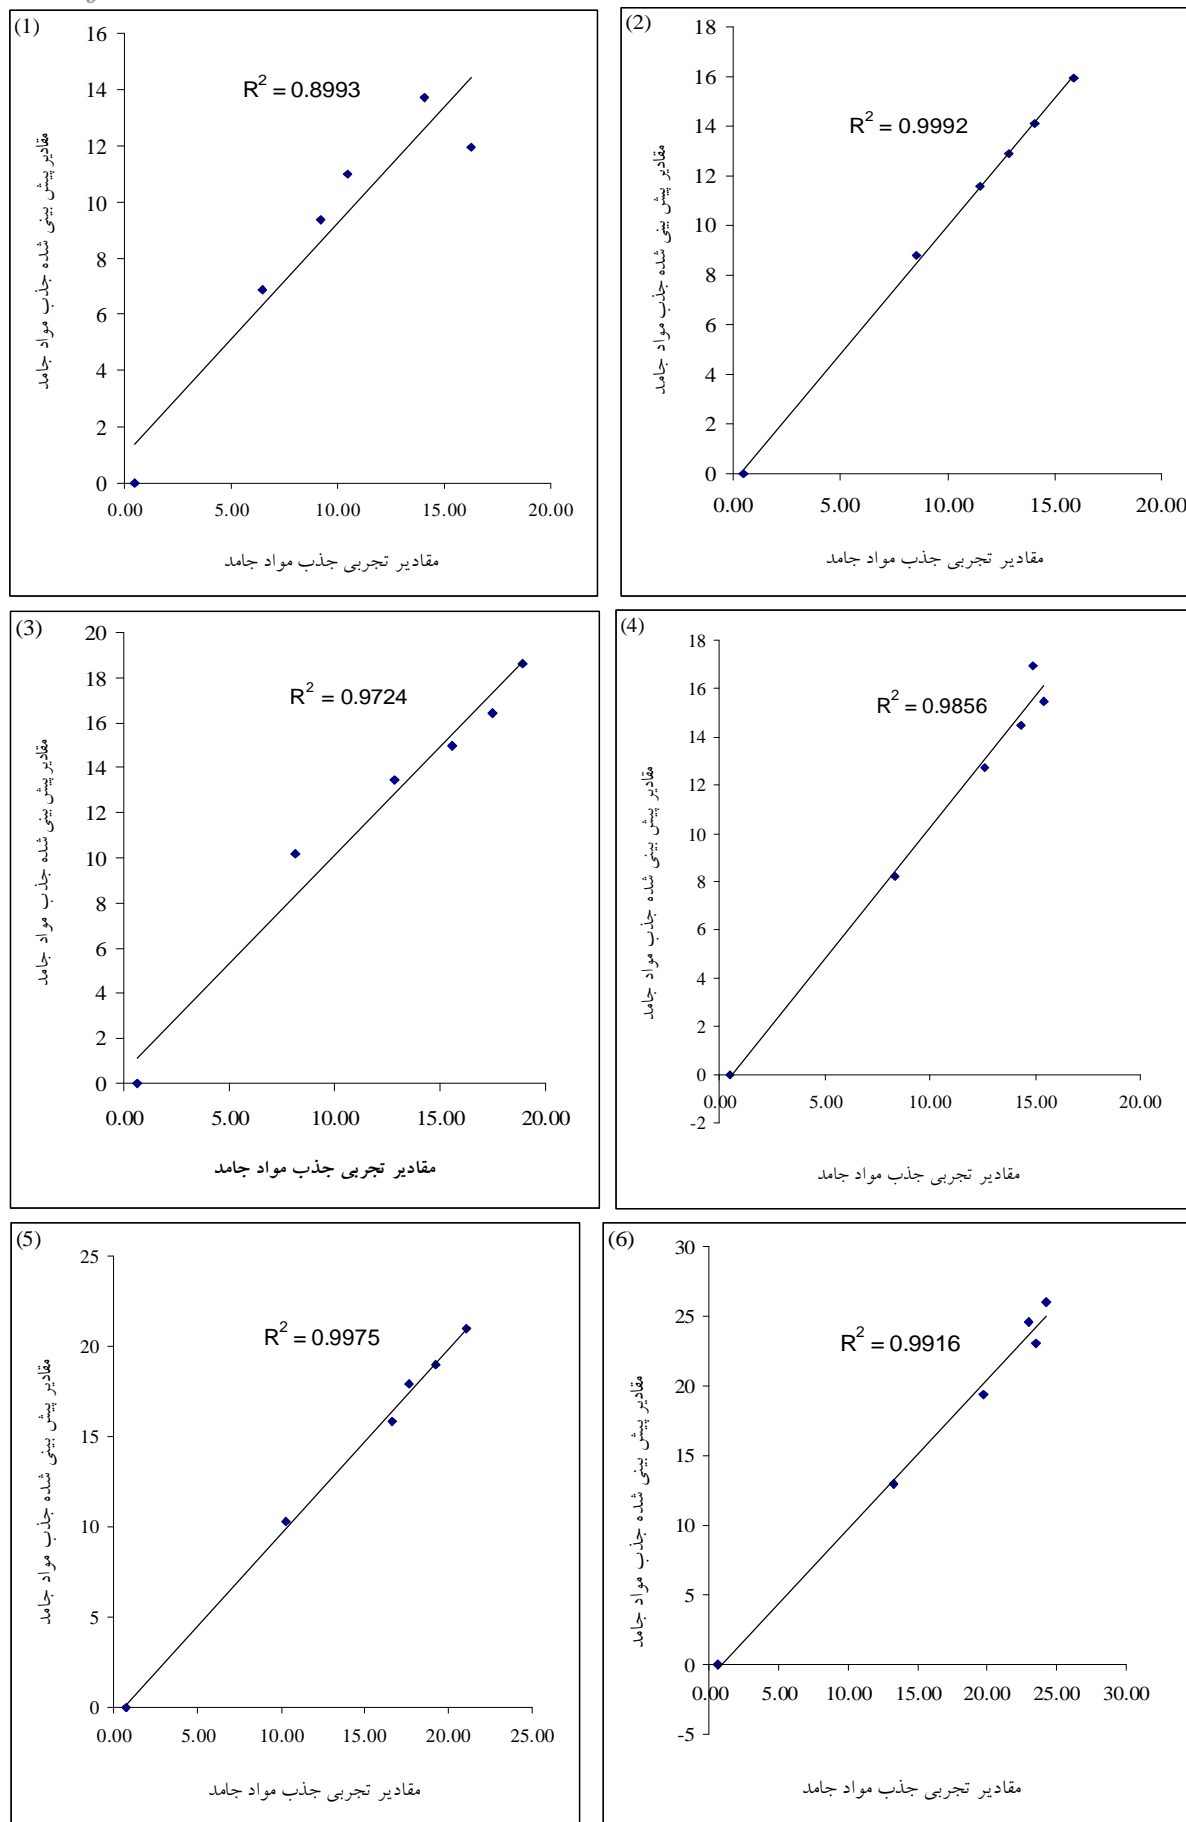 (1)
R² = 0.8993
16
14
12
10
8
6
4
2
0
0.00 5.00 10.00 15.00 20.00
مقادیر پیش بینی شده جذب مواد جامد
مقادیر تجربی جذب مواد جامد
(2)
R² = 0.9992
18
16
14
12
10
8
6
4
2
0
0.00 5.00 10.00 15.00 20.00
مقادیر پیش بینی شده جذب مواد جامد
مقادیر تجربی جذب مواد جامد
(3)
R² = 0.9724
20
18
16
14
12
10
8
6
4
2
0
0.00 5.00 10.00 15.00 20.00
مقادیر پیش بینی شده جذب مواد جامد
مقادیر تجربی جذب مواد جامد
(4)
R² = 0.9856
18
16
14
12
10
8
6
4
2
0
-2
0.00 5.00 10.00 15.00 20.00
مقادیر پیش بینی شده جذب مواد جامد
مقادیر تجربی جذب مواد جامد
(5)
R² = 0.9975
25
20
15
10
5
0
0.00 5.00 10.00 15.00 20.00 25.00
مقادیر پیش بینی شده جذب مواد جامد
مقادیر تجربی جذب مواد جامد
(6)
R² = 0.9916
30
25
20
15
10
5
0
-5
0.00 5.00 10.00 15.00 20.00 25.00 30.00
مقادیر پیش بینی شده جذب مواد جامد
مقادیر تجربی جذب مواد جامد